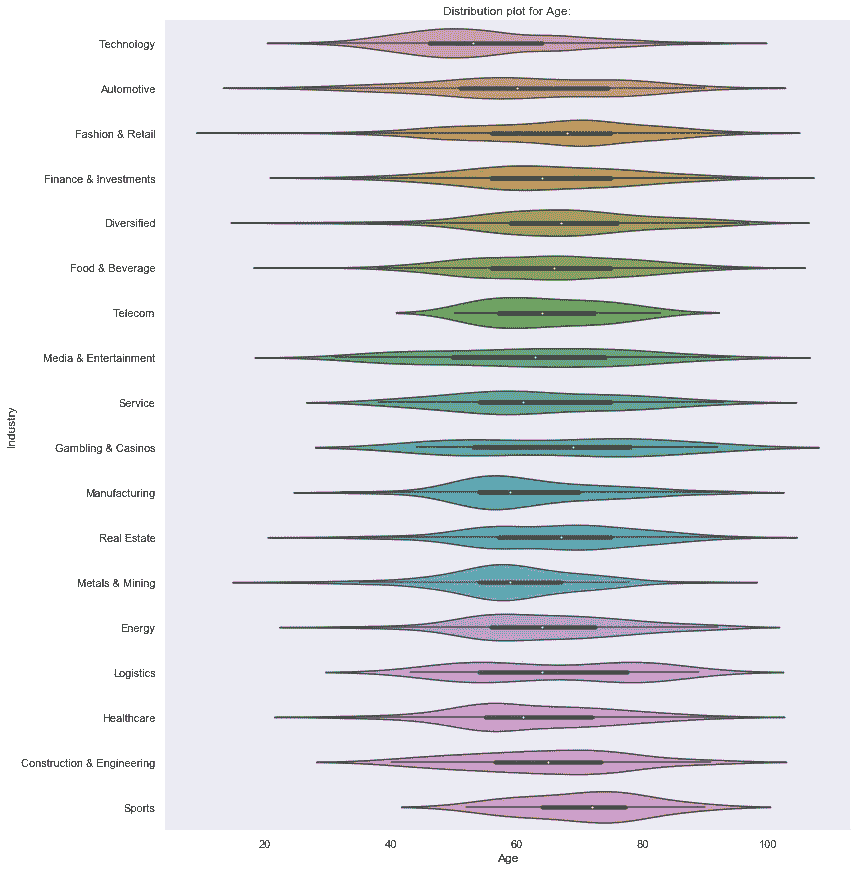 Distribution plot for Age:
Technology
Automotive
Fashion & Retail
Finance & Investments
Diversified
Food & Beverage
Telecom
Media & Entertainment
Service
Gambling & Casinos
Manufacturing
Real Estate
Metals & Mining
Energy
Logistics
Healthcare
Construction & Engineering
Sports
Industry
20 40 60 80 100
Age